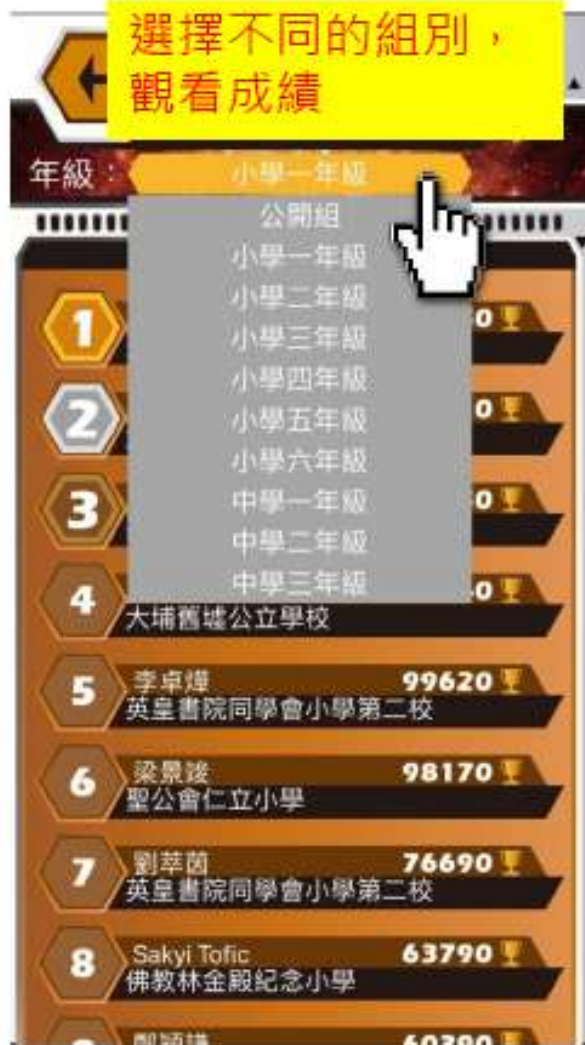 選擇不同的組別，
觀看成績
年級：
小學一年級
公開組
小學一年級
小學二年級
小學三年級
小學四年級
小學五年級
小學六年級
中學一年級
中學二年級
中學三年級
1
0
2
0
3
0
4
0
大埔舊墟公立學校
5 李卓燁 99620
英皇書院同學會小學第二校
6 梁景竣 98170
聖公會仁立小學
7 劉萃茵 76690
英皇書院同學會小學第二校
8 Sakyi Tofic 63790
佛教林金殿紀念小學
60390